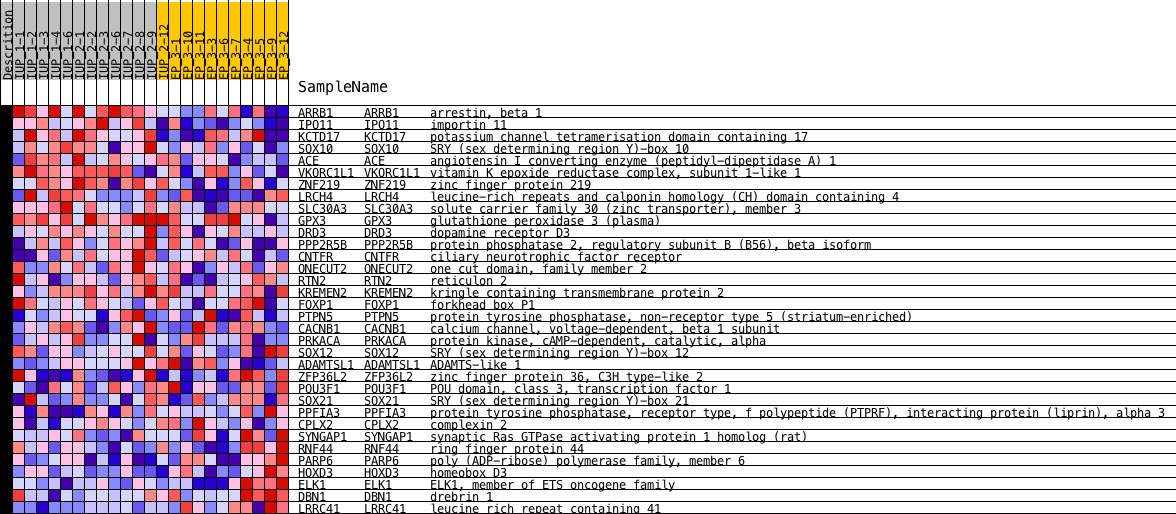 Descrition
IUP_1-1
IUP_1-2
IUP_1-3
IUP_1-4
IUP_1-6
IUP_2-1
IUP_2-2
IUP_2-3
IUP_2-6
IUP_2-7
IUP_2-8
IUP_2-9
IUP_2-12
EP_3-1
EP_3-10
EP_3-11
EP_3-3
EP_3-6
EP_3-7
EP_3-4
EP_3-5
EP_3-9
EP_3-12
SampleName
ARRB1 ARRB1 arrestin, beta 1
IPO11 IPO11 importin 11
KCTD17 KCTD17 potassium channel tetramerisation domain containing 17
SOX10 SOX10 SRY (sex determining region Y)-box 10
ACE ACE angiotensin I converting enzyme (peptidyl-dipeptidase A) 1
VKORC1L1 VKORC1L1 vitamin K epoxide reductase complex, subunit 1-like 1
ZNF219 ZNF219 zinc finger protein 219
LRCH4 LRCH4 leucine-rich repeats and calponin homology (CH) domain containing 4
SLC30A3 SLC30A3 solute carrier family 30 (zinc transporter), member 3
GPX3 GPX3 glutathione peroxidase 3 (plasma)
DRD3 DRD3 dopamine receptor D3
PPP2R5B PPP2R5B protein phosphatase 2, regulatory subunit B (B56), beta isoform
CNTFR CNTFR ciliary neurotrophic factor receptor
ONECUT2 ONECUT2 one cut domain, family member 2
RTN2 RTN2 reticulon 2
KREMEN2 KREMEN2 kringle containing transmembrane protein 2
FOXP1 FOXP1 forkhead box P1
PTPN5 PTPN5 protein tyrosine phosphatase, non-receptor type 5 (striatum-enriched)
CACNB1 CACNB1 calcium channel, voltage-dependent, beta 1 subunit
PRKACA PRKACA protein kinase, cAMP-dependent, catalytic, alpha
SOX12 SOX12 SRY (sex determining region Y)-box 12
ADAMTSL1 ADAMTSL1 ADAMTS-like 1
ZFP36L2 ZFP36L2 zinc finger protein 36, C3H type-like 2
POU3F1 POU3F1 POU domain, class 3, transcription factor 1
SOX21 SOX21 SRY (sex determining region Y)-box 21
PPFIA3 PPFIA3 protein tyrosine phosphatase, receptor type, f polypeptide (PTPRF), interacting protein (liprin), alpha 3
CPLX2 CPLX2 complexin 2
SYNGAP1 SYNGAP1 synaptic Ras GTPase activating protein 1 homolog (rat)
RNF44 RNF44 ring finger protein 44
PARP6 PARP6 poly (ADP-ribose) polymerase family, member 6
HOXD3 HOXD3 homeobox D3
ELK1 ELK1 ELK1, member of ETS oncogene family
DBN1 DBN1 drebrin 1
LRRC41 LRRC41 leucine rich repeat containing 41